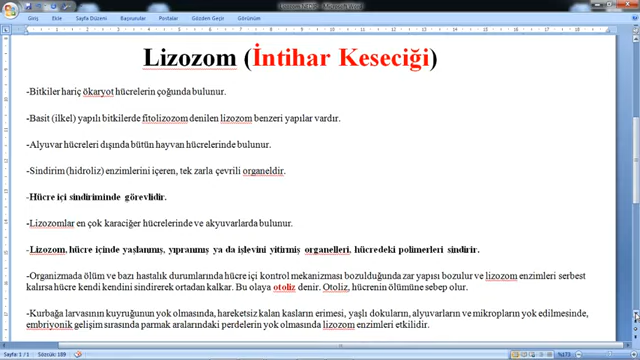 Lizozom NEDİR - Microsoft Word
Giriş Ekle Sayfa Düzeni Başvurular Postalar Gözden Geçir Görünüm
Lizozom (İntihar Keseciği)
-Bitkiler hariç ökaryot hücrelerin çoğunda bulunur.
-Basit (ilkel) yapılı bitkilerde fitolizozom denilen lizozom benzeri yapılar vardır.
-Alyuvar hücreleri dışında bütün hayvan hücrelerinde bulunur.
-Sindirim (hidroliz) enzimlerini içeren, tek zarla çevrili organeldir.
-Hücre içi sindiriminde görevlidir.
-Lizozomlar en çok karaciğer hücrelerinde ve akyuvarlarda bulunur.
-Lizozom, hücre içinde yaşlanmış, yıpranmış ya da işlevini yitirmiş organelleri, hücredeki polimerleri sindirir.
-Organizmada ölüm ve bazı hastalık durumlarında hücre içi kontrol mekanizması bozulduğunda zar yapısı bozulur ve lizozom enzimleri serbest
kalırsa hücre kendi kendini sindirerek ortadan kalkar. Bu olaya otoliz denir. Otoliz, hücrenin ölümüne sebep olur.
-Kurbağa larvasının kuyruğunun yok olmasında, hareketsiz kalan kasların erimesi, yaşlı dokuların, alyuvarların ve mikropların yok edilmesinde,
embriyonik gelişim sırasında parmak aralarındaki perdelerin yok olmasında lizozom enzimleri etkilidir.
Sayfa: 1 / 1 Sözcük: 189 %173